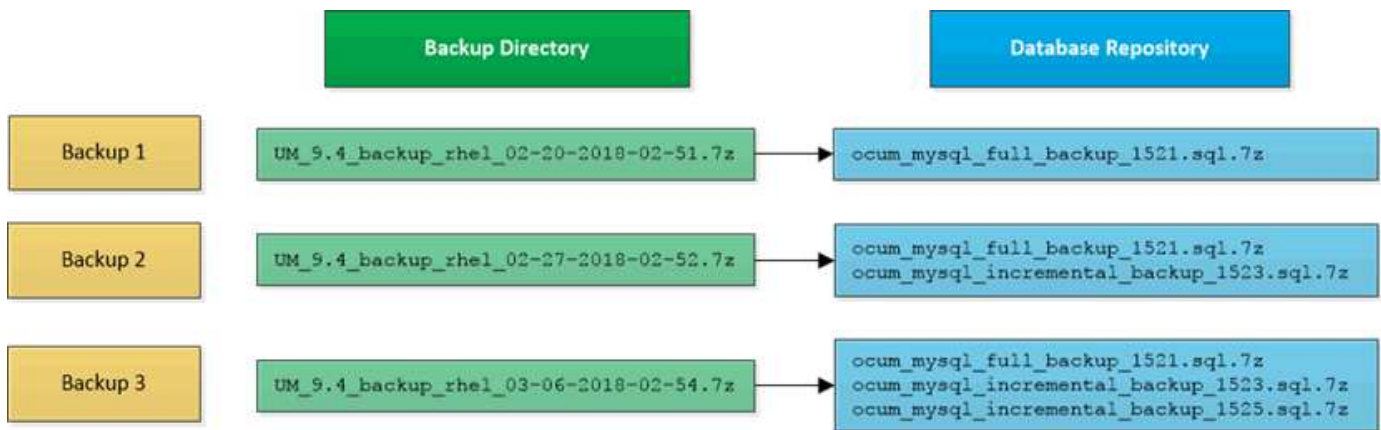 Backup Directory
Database Repository
Backup 1
UM_9.4_backup_rhel_02-20-2018-02-51.7z
ocum_mysql_full_backup_1521.sql.7z
Backup 2
UM_9.4_backup_rhel_02-27-2018-02-52.7z
ocum_mysql_full_backup_1521.sql.7z
ocum_mysql_incremental_backup_1523.sql.7z
Backup 3
UM_9.4_backup_rhel_03-06-2018-02-54.7z
ocum_mysql_full_backup_1521.sql.7z
ocum_mysql_incremental_backup_1523.sql.7z
ocum_mysql_incremental_backup_1525.sql.7z